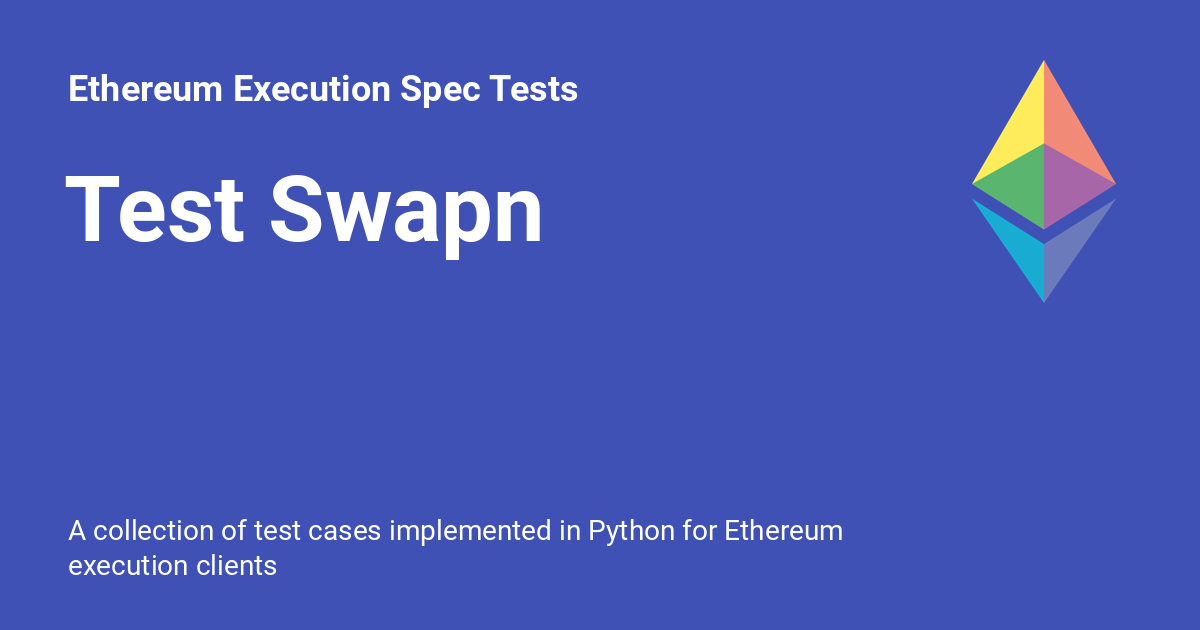 Ethereum Execution Spec Tests
Test Swapn
A collection of test cases implemented in Python for Ethereum
execution clients